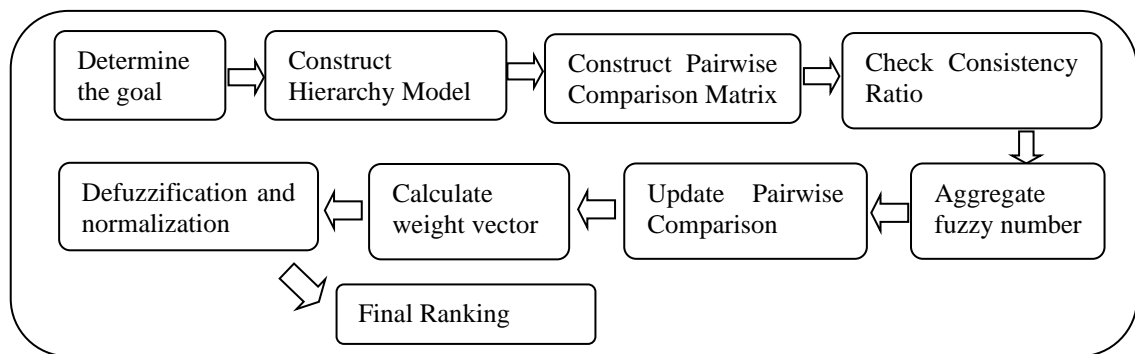 Determine
the goal
Construct
Hierarchy Model
Construct Pairwise
Comparison Matrix
Check Consistency
Ratio
Aggregate
fuzzy number
Update Pairwise
Comparison
Calculate
weight vector
Defuzzification and
normalization
Final Ranking